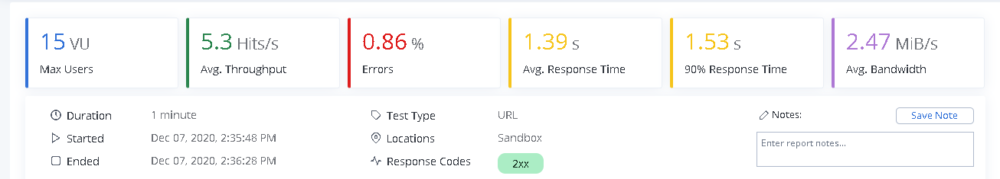 15 VU 5.3 Hits/s 0.86 % 1.39 s 1.53 s 2.47 MiB/s
Max Users Avg. Throughput Errors Avg. Response Time 90% Response Time Avg. Bandwidth
Duration 1 minute Test Type URL Notes: Save Note
Started Dec 07, 2020, 2:35:48 PM Locations Sandbox Enter report notes...
Ended Dec 07, 2020, 2:36:28 PM Response Codes 2xx